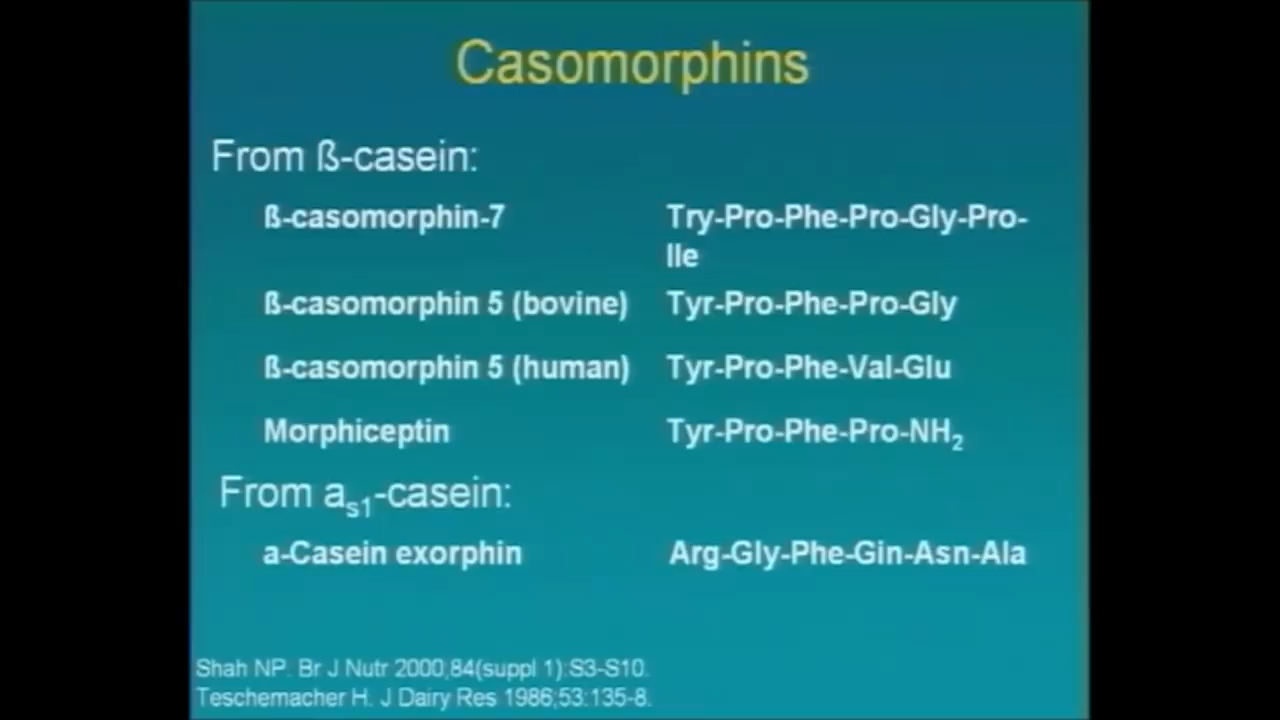 Casomorphins
From ß-casein:
ß-casomorphin-7 Try-Pro-Phe-Pro-Gly-Pro-
Ile
ß-casomorphin 5 (bovine) Tyr-Pro-Phe-Pro-Gly
ß-casomorphin 5 (human) Tyr-Pro-Phe-Val-Glu
Morphiceptin Tyr-Pro-Phe-Pro-NH₂
From aₛ₁-casein:
a-Casein exorphin Arg-Gly-Phe-Gin-Asn-Ala
Shah NP. Br J Nutr 2000;84(suppl 1):S3-S10.
Teschemacher H. J Dairy Res 1986;53:135-8.